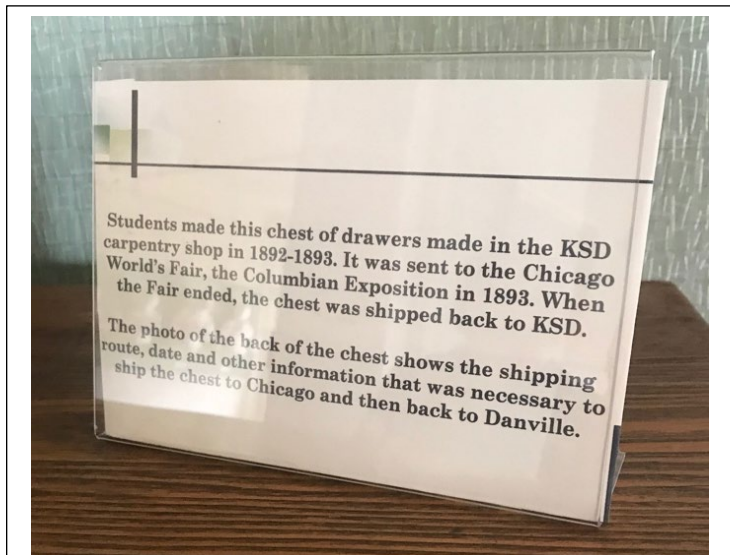 Students made this chest of drawers made in the KSD
carpentry shop in 1892-1893. It was sent to the Chicago
World's Fair, the Columbian Exposition in 1893. When
the Fair ended, the chest was shipped back to KSD.
The photo of the back of the chest shows the shipping
route, date and other information that was necessary to
ship the chest to Chicago and then back to Danville.